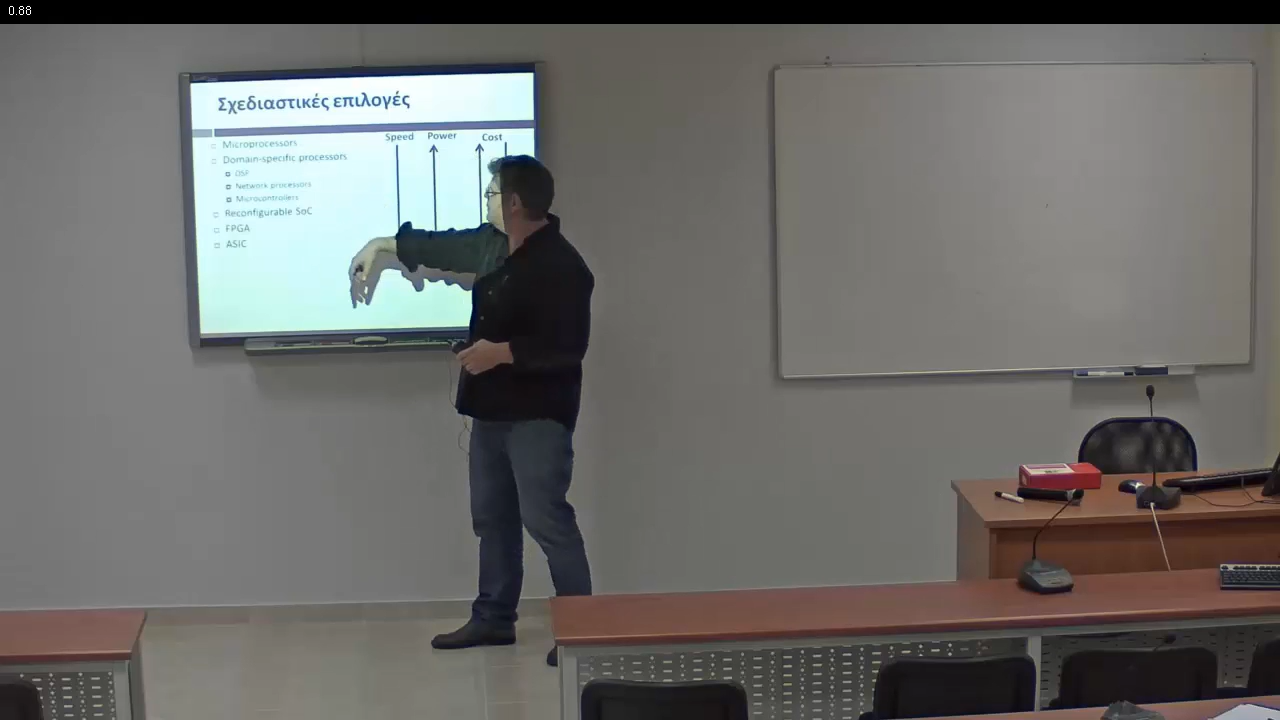 0.88
Σχεδιαστικές επιλογές
Speed Power Cost
Microprocessors
Domain-specific processors
DSP
Network processors
Microcontrollers
Reconfigurable SoC
FPGA
ASIC